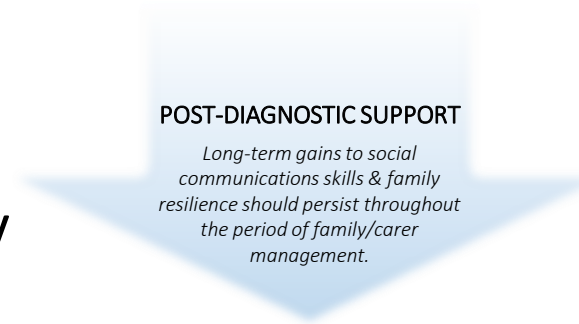 POST-DIAGNOSTIC SUPPORT
Long-term gains to social
communications skills & family
resilience should persist throughout
the period of family/carer
management.